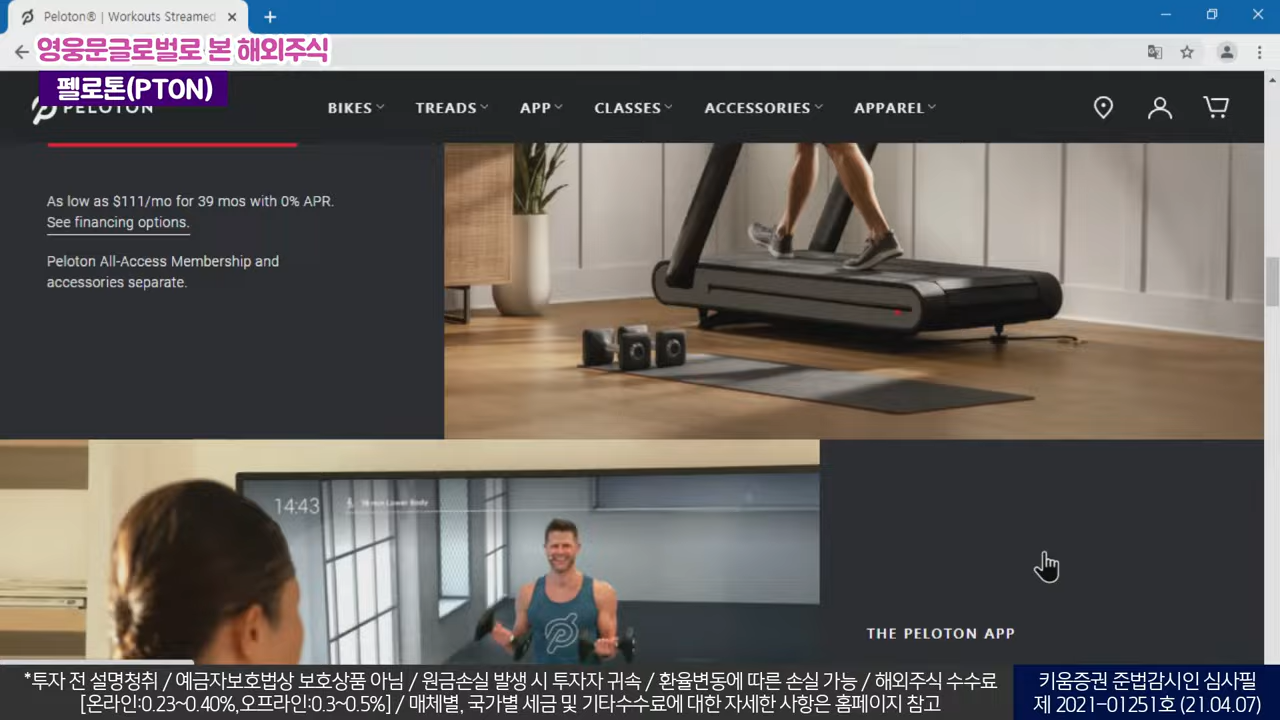 Peloton® | Workouts Streamed
영웅문글로벌로 본 해외주식
펠로톤(PTON)
PELOTON
BIKES TREADS APP CLASSES ACCESSORIES APPAREL
As low as $111/mo for 39 mos with 0% APR.
See financing options.
Peloton All-Access Membership and
accessories separate.
14:43
Lower Body
THE PELOTON APP
*투자 전 설명청취 / 예금자보호법상 보호상품 아님 / 원금손실 발생 시 투자자 귀속 / 환율변동에 따른 손실 가능 / 해외주식 수수료
[온라인:0.23~0.40%,오프라인:0.3~0.5%] / 매체별, 국가별 세금 및 기타수수료에 대한 자세한 사항은 홈페이지 참고
키움증권 준법감시인 심사필
제 2021-01251호 (21.04.07)